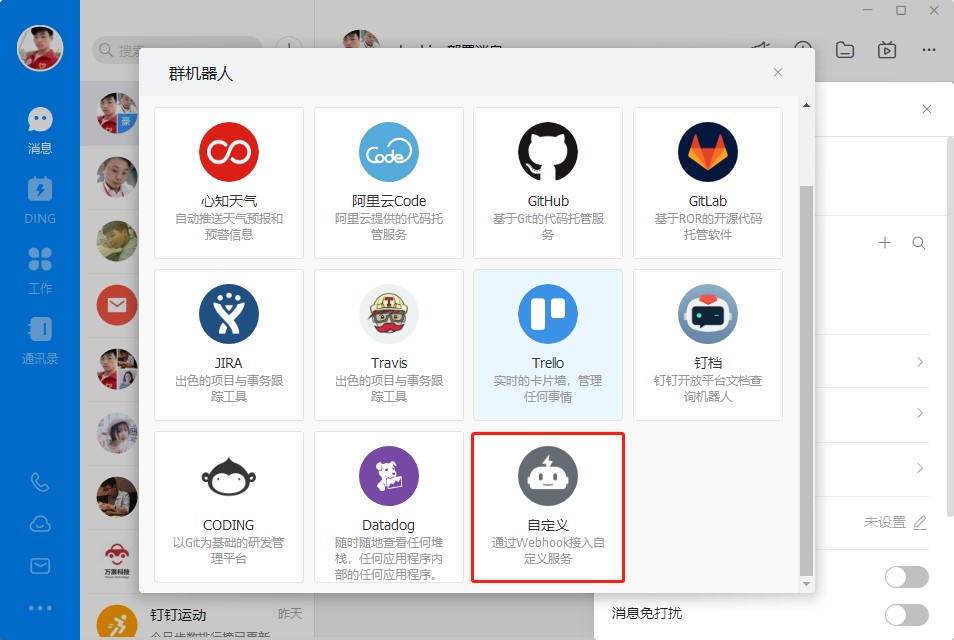 搜索
群机器人
消息
DING
工作
通讯录
心知天气
自动推送天气预报和
预警信息
阿里云Code
阿里云提供的代码托
管服务
GitHub
基于Git的代码托管服
务
GitLab
基于ROR的开源代码
托管软件
JIRA
出色的项目与事务跟
踪工具
Travis
出色的项目与事务跟
踪工具
Trello
实时的卡片墙，管理
任何事情
钉档
钉钉开放平台文档查
询机器人
CODING
以Git为基础的研发管
理平台
Datadog
随时随地查看任何堆
栈，任何应用程序内
部的任何应用程序。
自定义
通过Webhook接入自
定义服务
Code
豪
未设置
万泰科技
钉钉运动
昨天
消息免打扰